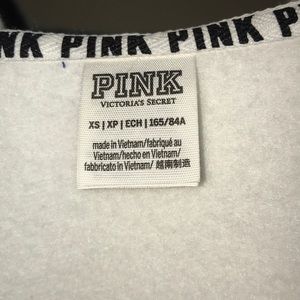 NK PINK PINK P
PINK
VICTORIA'S SECRET
XS | XP | ECH | 165/84A
made in Vietnam/fabriqué au
Vietnam/hecho en Vietnam/
fabbricato in Vietnam/ 越南制造